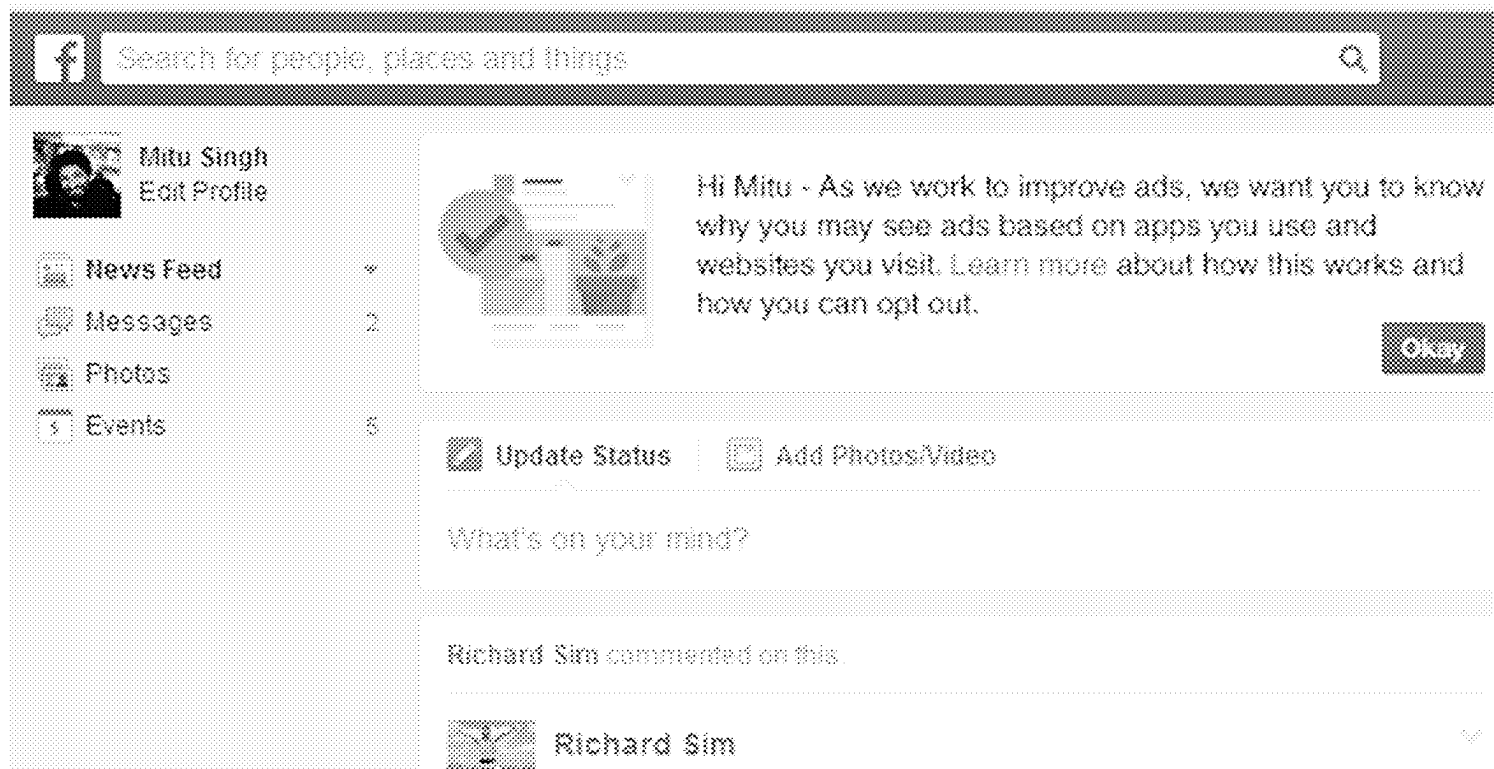 f
Search for people, places and things
Mitu Singh
Edit Profile
News Feed
Messages 2
Photos
Events 5
Hi Mitu - As we work to improve ads, we want you to know
why you may see ads based on apps you use and
websites you visit. Learn more about how this works and
how you can opt out.
Okay
Update Status
Add Photos/Video
What's on your mind?
Richard Sim commented on this.
Richard Sim